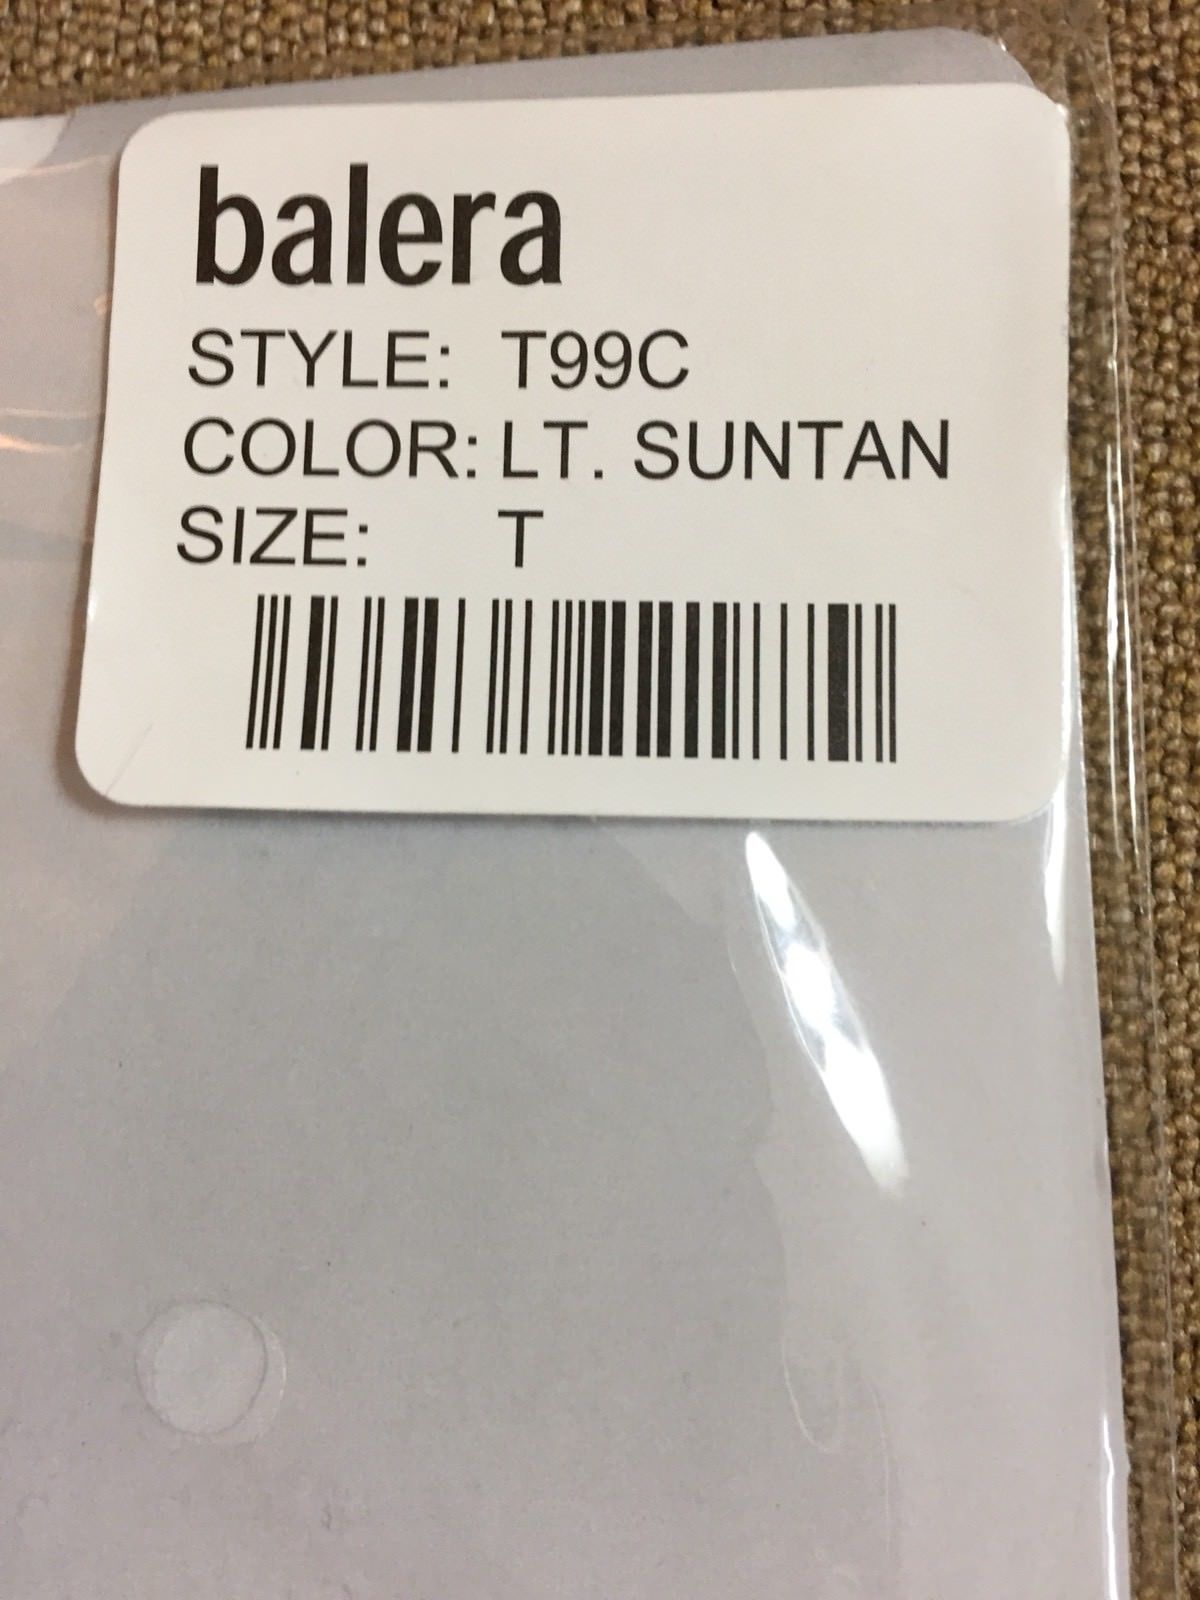 balera
STYLE: T99C
COLOR: LT. SUNTAN
SIZE: T